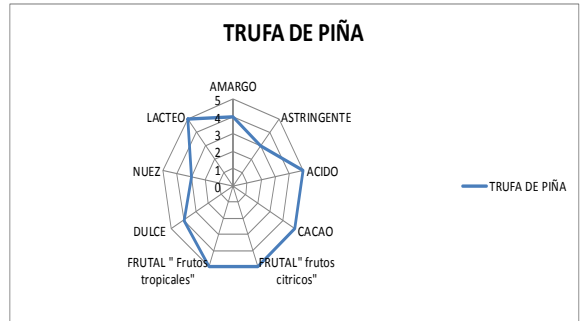 TRUFA DE PIÑA
AMARGO
5
4
3
2
1
0
ASTRINGENTE
ACIDO
CACAO
FRUTAL" frutos
citricos"
FRUTAL " Frutos
tropicales"
DULCE
NUEZ
LACTEO
TRUFA DE PIÑA